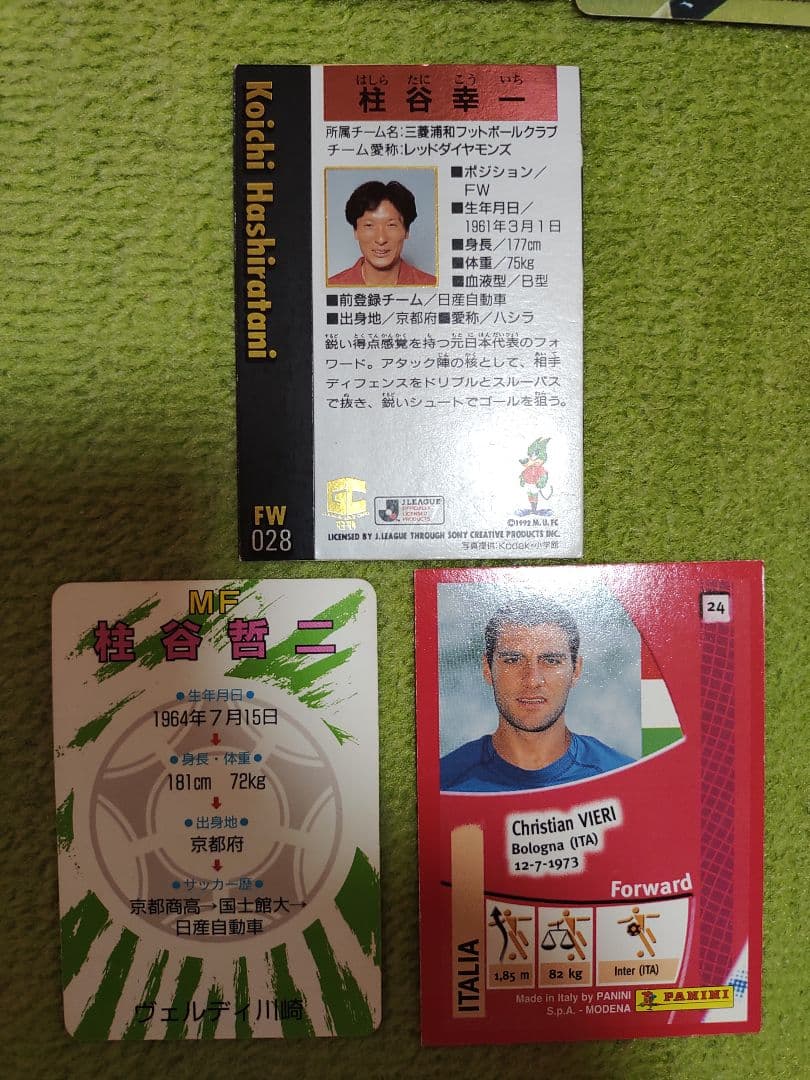 Koichi Hashiratani
FW
028
はしら たに こう いち
柱谷幸一
所属チーム名:三菱浦和フットボールクラブ
チーム愛称:レッドダイヤモンズ
■ポジション/
FW
■生年月日/
1961年3月1日
■身長/177cm
■体重/75kg
■血液型/B型
■前登録チーム/日産自動車
■出身地/京都府■愛称/ハシラ
鋭い得点感覚を持つ元日本代表のフォ
ワード。アタック陣の核として、相手
ディフェンスをドリブルとスルーパス
で抜き、鋭いシュートでゴールを狙う。
J.LEAGUE
OFFICIALLY
LICENSED
PRODUCTS
©1992 M.U.FC
LICENSED BY J.LEAGUE THROUGH SONY CREATIVE PRODUCTS INC.
写真提供:Kodak・小学館
MF
柱谷哲二
●生年月日●
1964年7月15日
●身長・体重●
181cm 72kg
●出身地●
京都府
●サッカー歴●
京都商高→国士館大→
日産自動車
ヴェルディ川崎
24
Christian VIERI
Bologna (ITA)
12-7-1973
Forward
ITALIA
1,85 m
82 kg
Inter (ITA)
Made in Italy by PANINI
S.p.A. - MODENA
PANINI